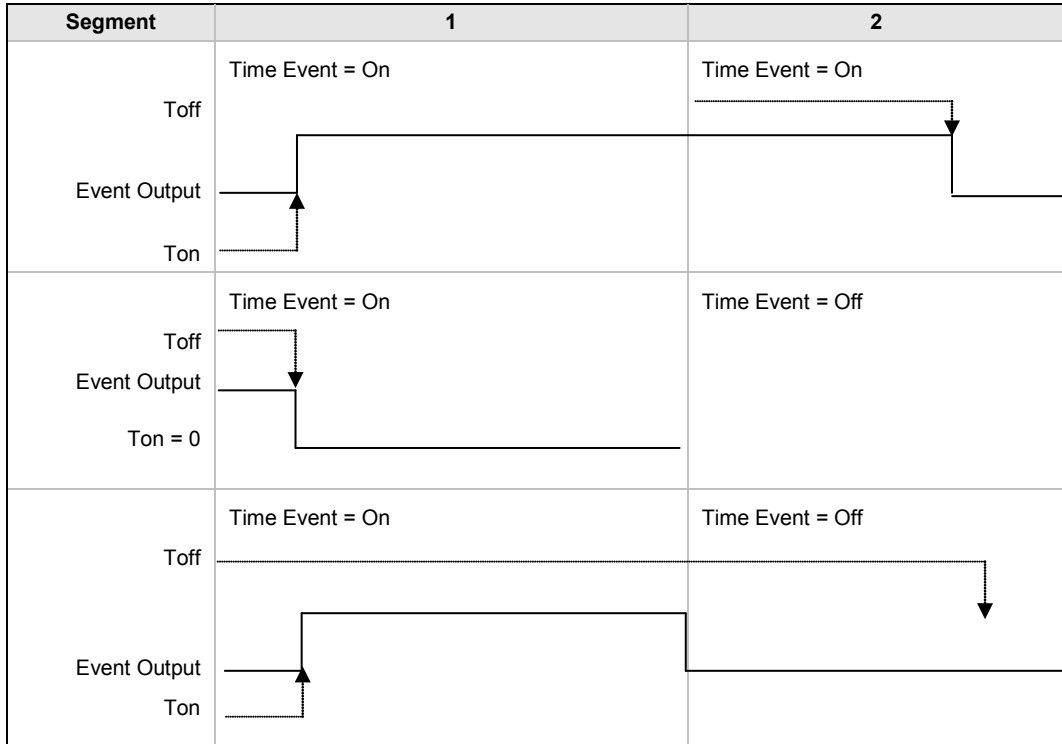 Segment 1 2
Time Event = On Time Event = On
Toff
Event Output
Ton
Time Event = On Time Event = Off
Toff
Event Output
Ton = 0
Time Event = On Time Event = Off
Toff
Event Output
Ton